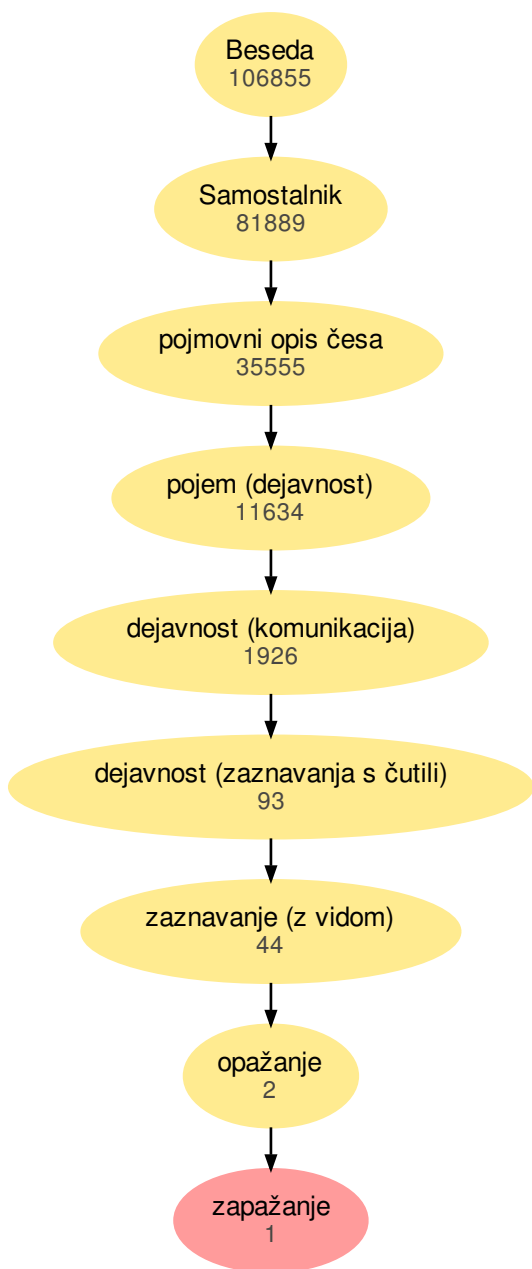 Beseda
106855
Samostalnik
81889
pojmovni opis česa
35555
pojem (dejavnost)
11634
dejavnost (komunikacija)
1926
dejavnost (zaznavanja s čutili)
93
zaznavanje (z vidom)
44
opažanje
2
zapažanje
1